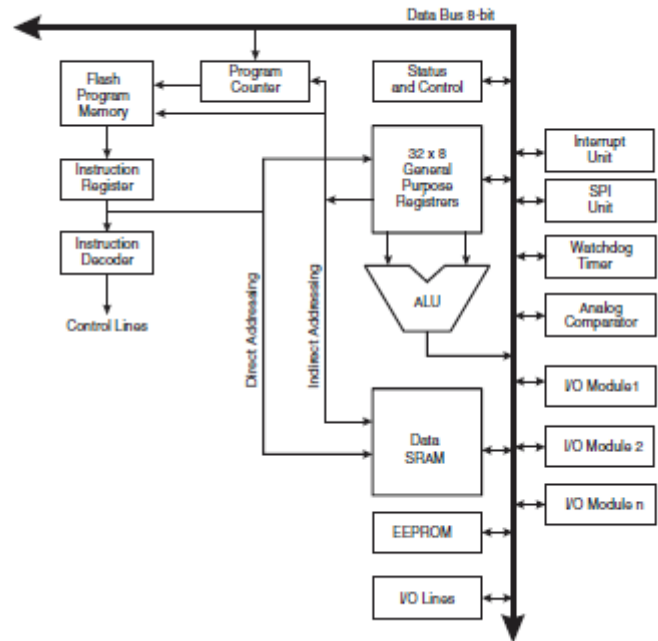 Data Bus 8-bit
Flash
Program
Memory
Program
Counter
Status
and Control
32 x 8
General
Purpose
Registrers
Interrupt
Unit
Instruction
Register
SPI
Unit
Instruction
Decoder
Watchdog
Timer
Direct Addressing
Indirect Addressing
ALU
Control Lines
Analog
Comparator
I/O Module1
Data
SRAM
I/O Module 2
I/O Module n
EEPROM
I/O Lines